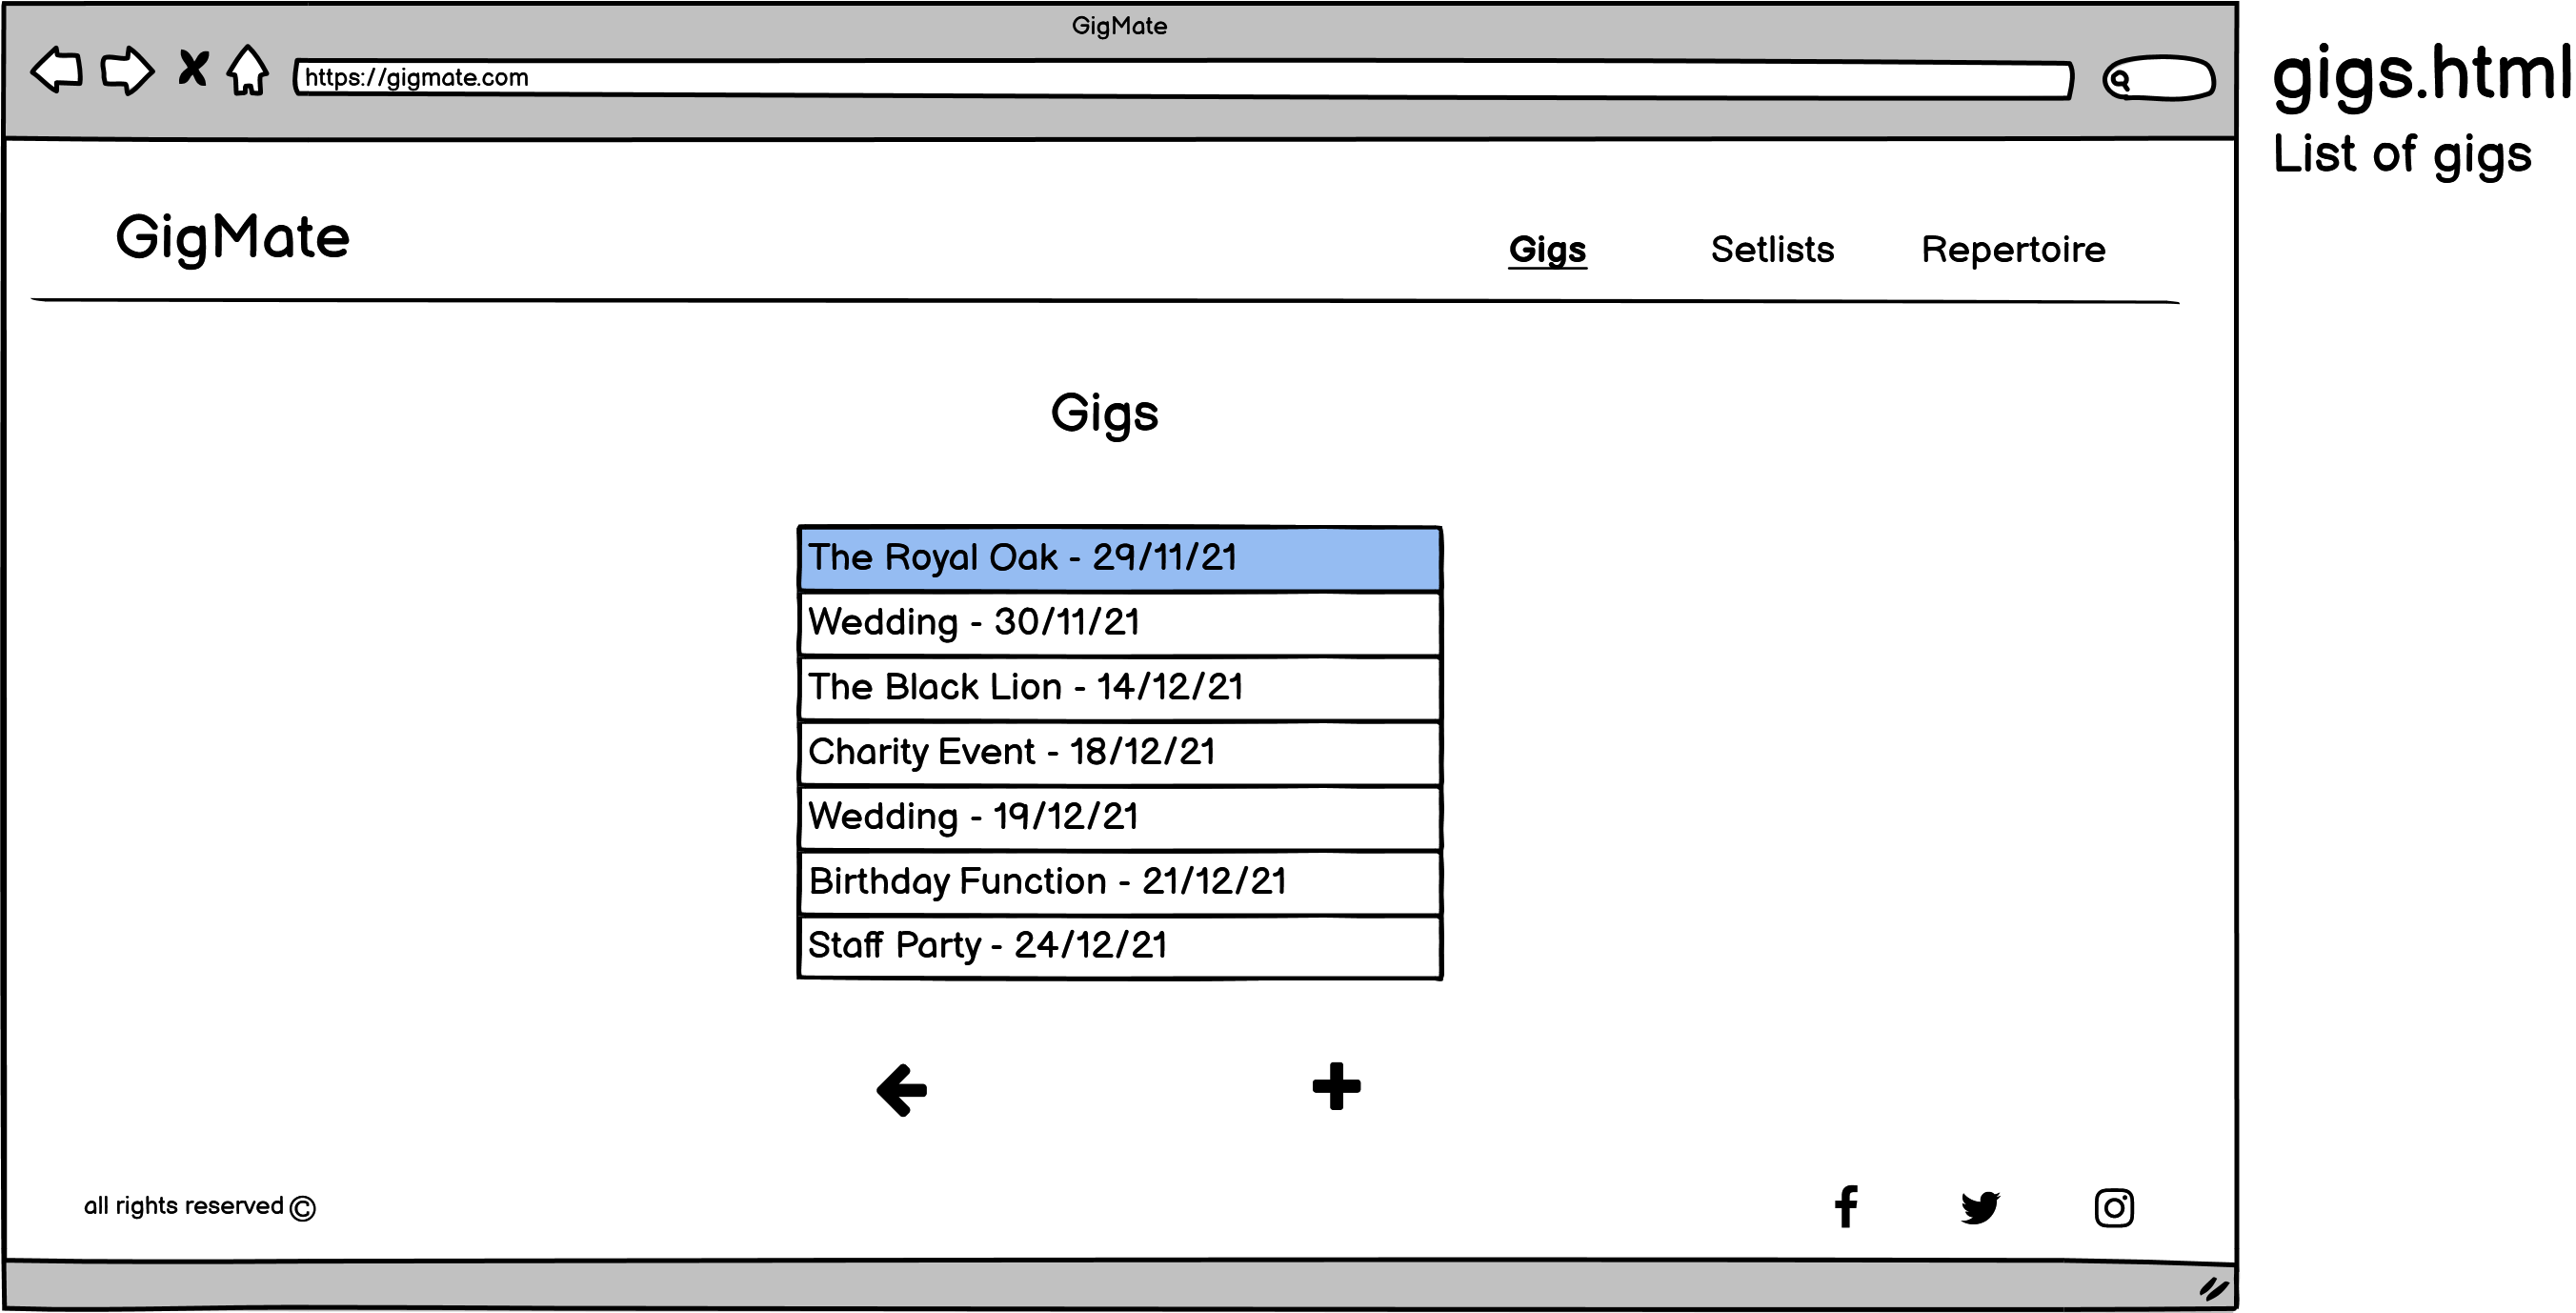 GigMate
https://gigmate.com
gigs.html
List of gigs
GigMate
Gigs Setlists Repertoire
Gigs
The Royal Oak - 29/11/21
Wedding - 30/11/21
The Black Lion - 14/12/21
Charity Event - 18/12/21
Wedding - 19/12/21
Birthday Function - 21/12/21
Staff Party - 24/12/21
all rights reserved ©